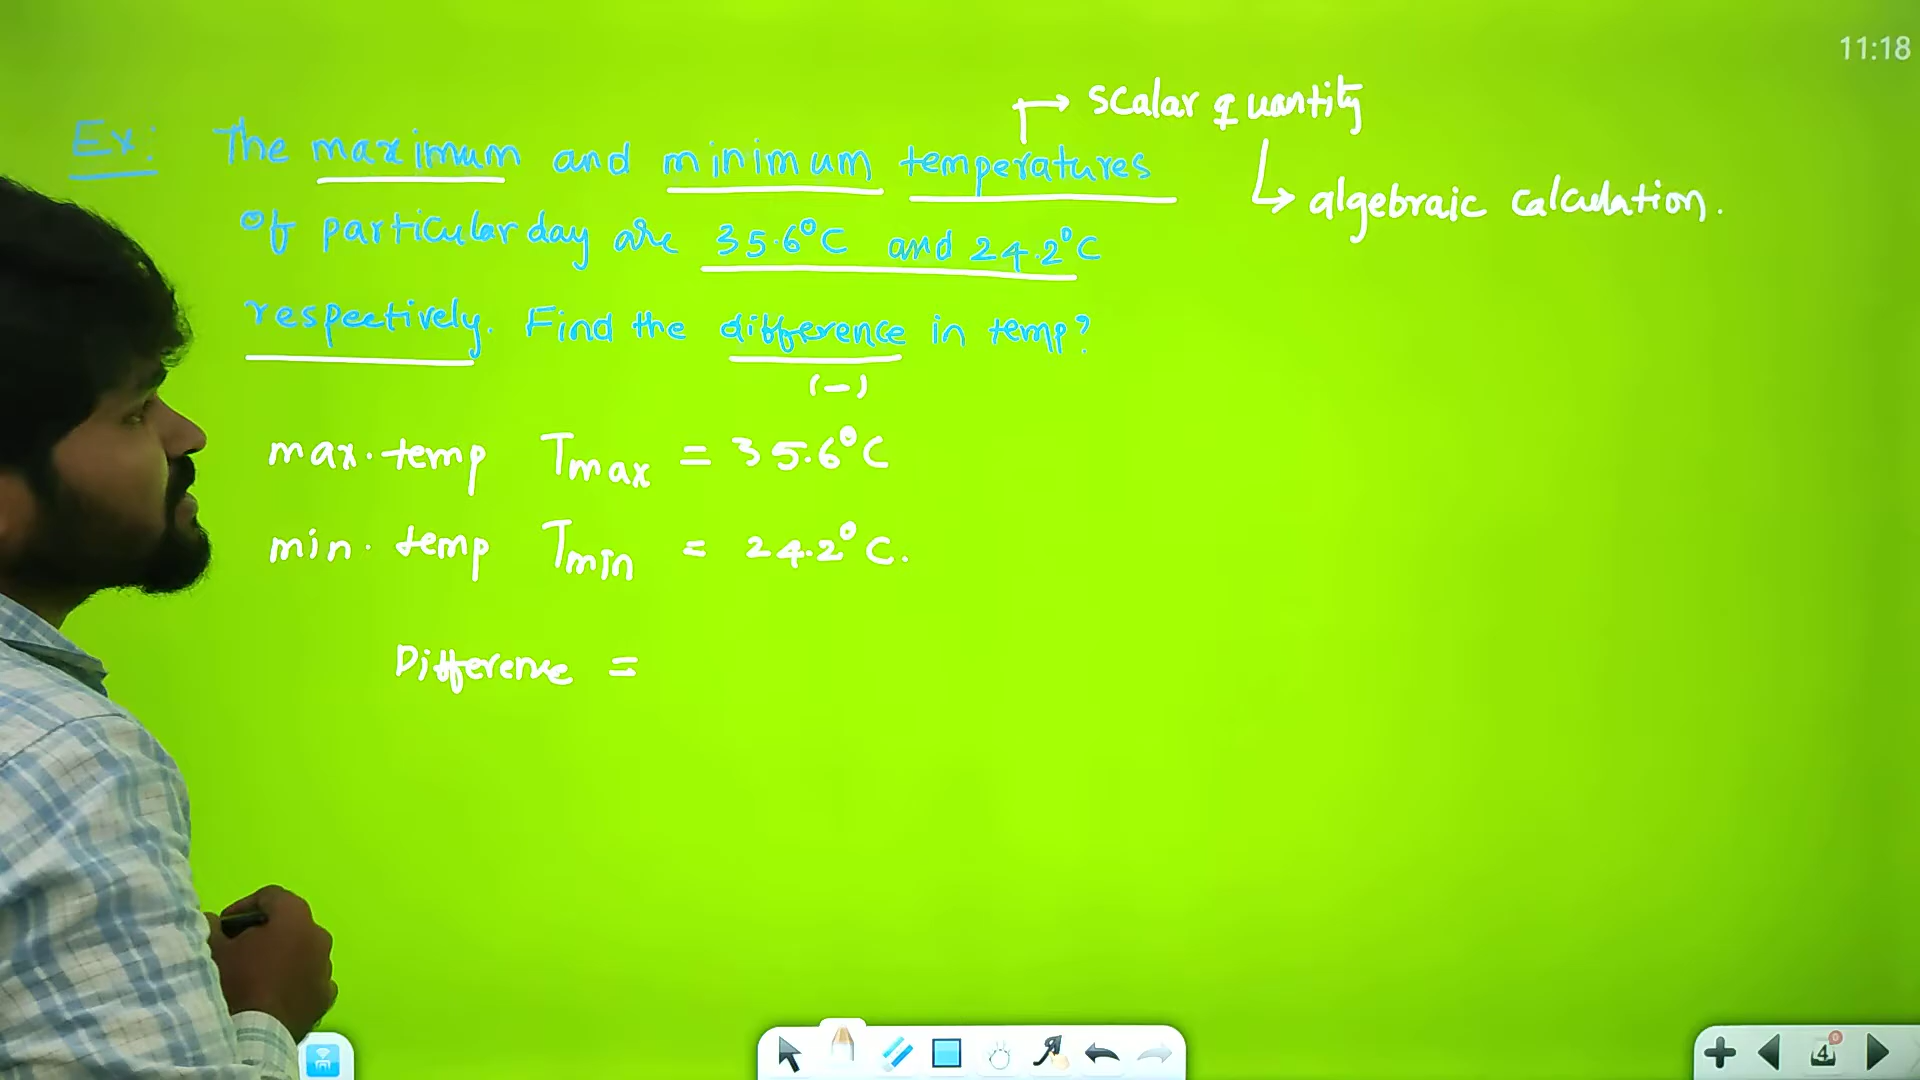 11:18
scalar quantity
Ex: The maximum and minimum temperatures
algebraic calculation.
of particular day are 35.6°C and 24.2°C
respectively. Find the difference in temp?
(-)
max. temp Tmax = 35.6°C
min. temp Tmin = 24.2°C.
Difference =
4